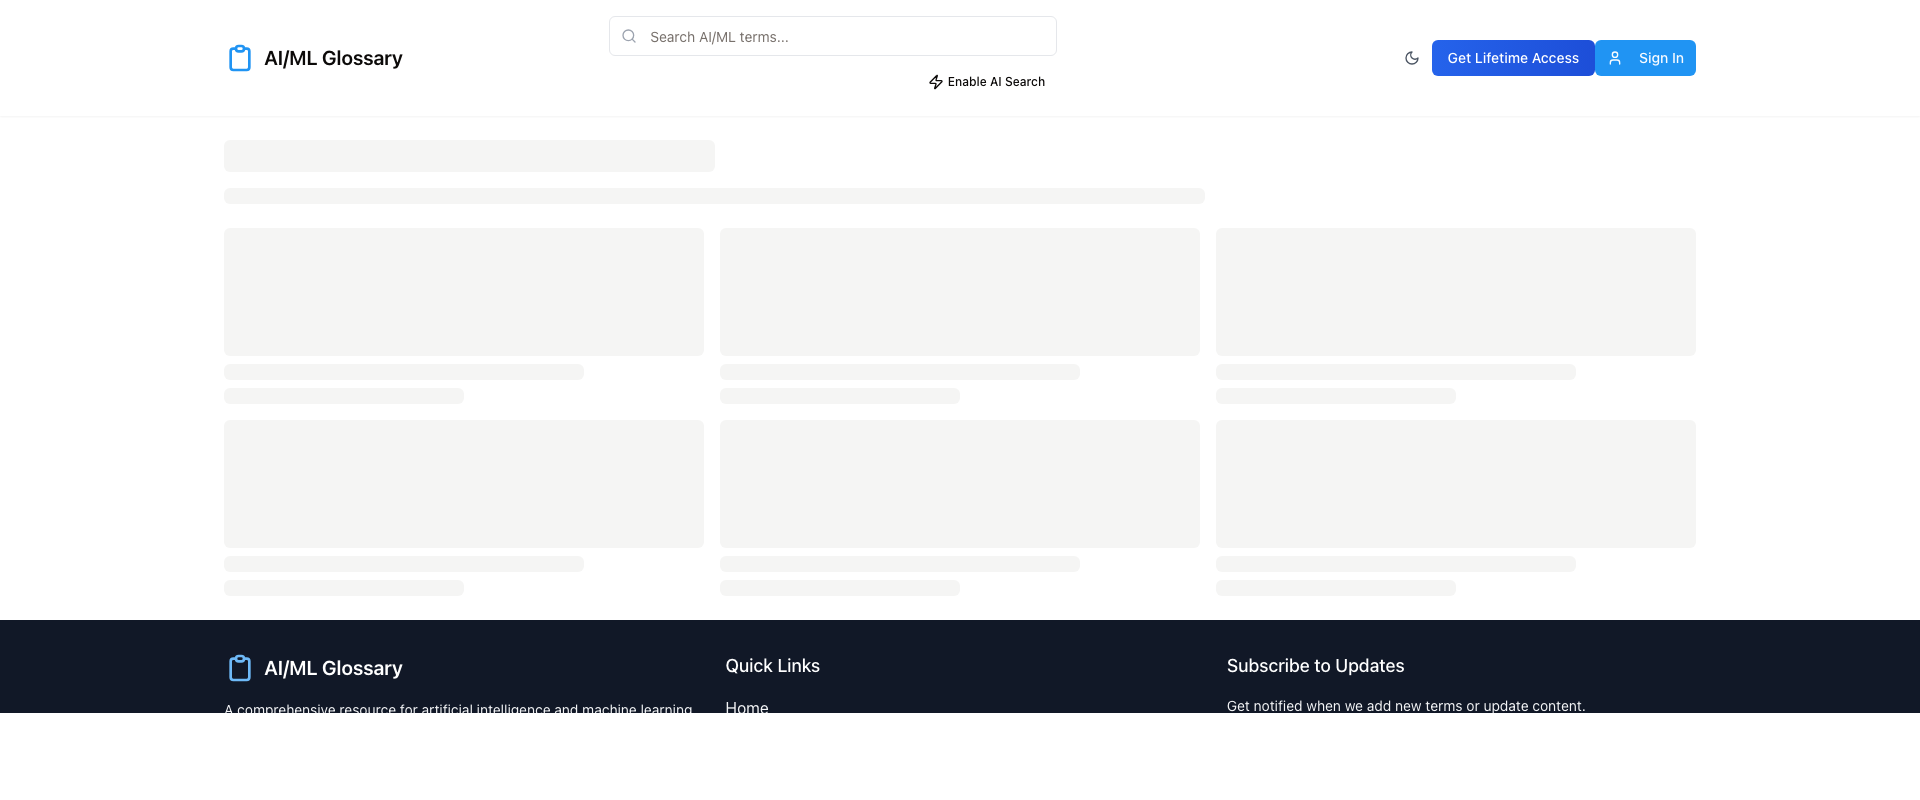 AI/ML Glossary
Search AI/ML terms...
Enable AI Search
Get Lifetime Access
Sign In
AI/ML Glossary
A comprehensive resource for artificial intelligence and machine learning
Quick Links
Home
Subscribe to Updates
Get notified when we add new terms or update content.